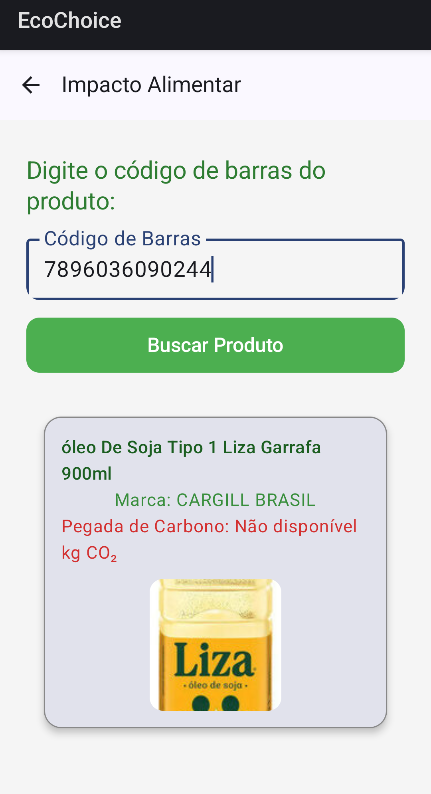 EcoChoice
Impacto Alimentar
Digite o código de barras do
produto:
Código de Barras
7896036090244
Buscar Produto
óleo De Soja Tipo 1 Liza Garrafa
900ml
Marca: CARGILL BRASIL
Pegada de Carbono: Não disponível
kg CO₂
Liza
• óleo de soja •